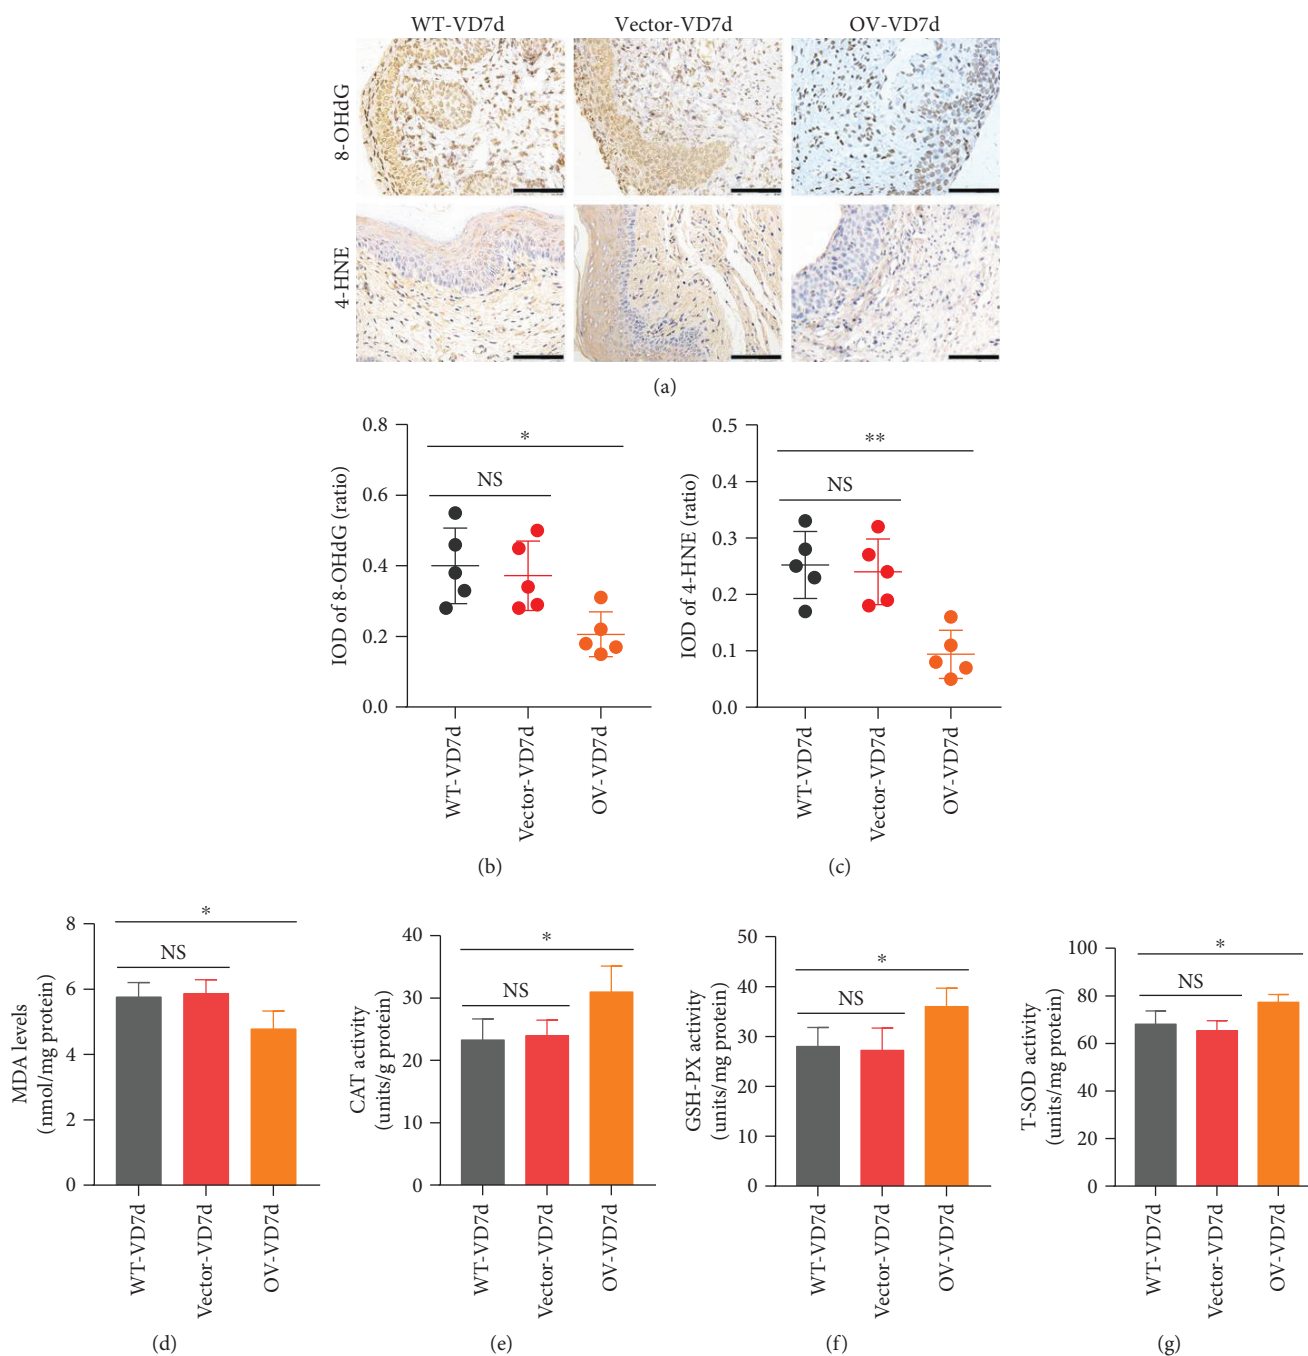 WT-VD7d Vector-VD7d OV-VD7d
8-OHdG
4-HNE
(a)
IOD of 8-OHdG (ratio)
0.8
0.6
0.4
0.2
0.0
*
NS
WT-VD7d
Vector-VD7d
OV-VD7d
(b)
IOD of 4-HNE (ratio)
0.5
0.4
0.3
0.2
0.1
0.0
**
NS
WT-VD7d
Vector-VD7d
OV-VD7d
(c)
MDA levels
(nmol/mg protein)
8
6
4
2
0
*
NS
WT-VD7d
Vector-VD7d
OV-VD7d
(d)
CAT activity
(units/g protein)
40
30
20
10
0
*
NS
WT-VD7d
Vector-VD7d
OV-VD7d
(e)
GSH-PX activity
(units/mg protein)
50
40
30
20
10
0
*
NS
WT-VD7d
Vector-VD7d
OV-VD7d
(f)
T-SOD activity
(units/mg protein)
100
80
60
40
20
0
*
NS
WT-VD7d
Vector-VD7d
OV-VD7d
(g)